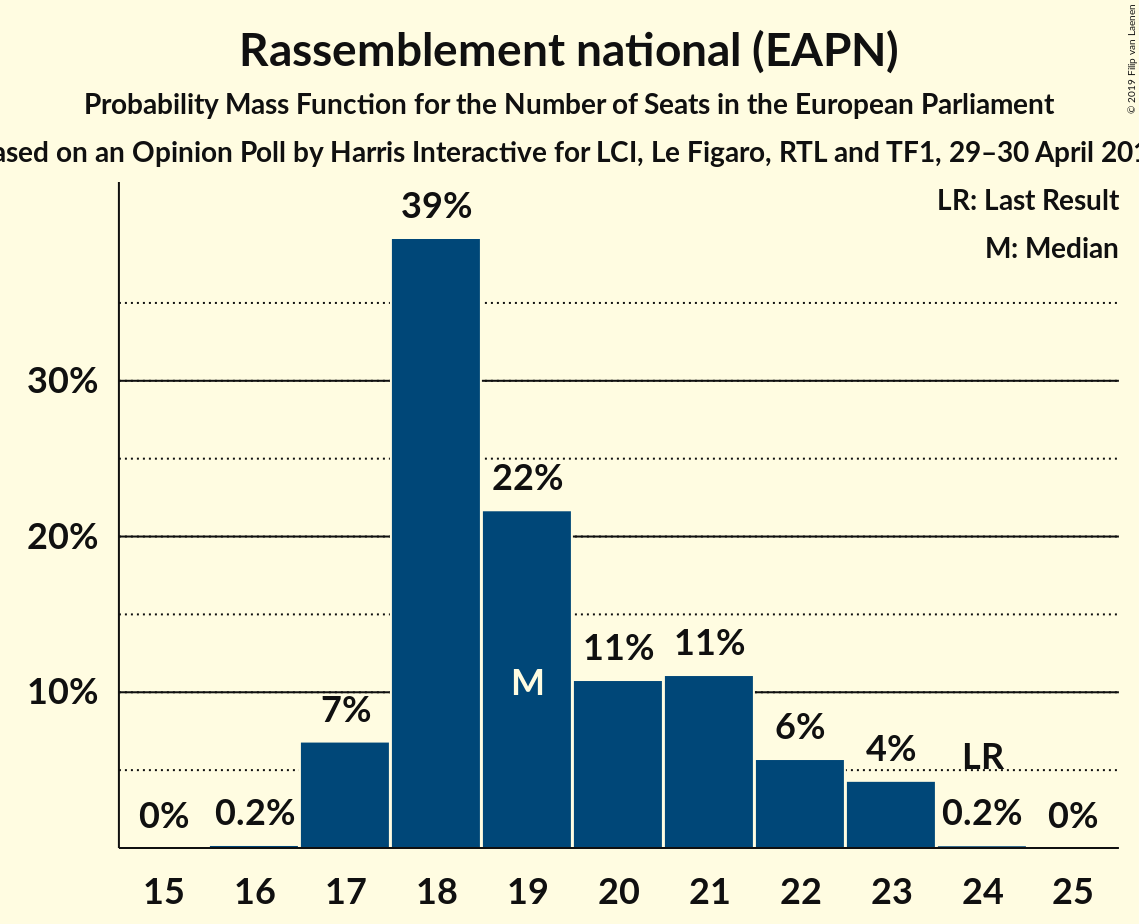 © 2019 Filip van Laenen
Rassemblement national (EAPN)
Probability Mass Function for the Number of Seats in the European Parliament
ased on an Opinion Poll by Harris Interactive for LCI, Le Figaro, RTL and TF1, 29–30 April 201
LR: Last Result
M: Median
39%
30%
22%
20%
11%
11%
M
10%
7%
6%
4%
LR
0%
0.2%
0.2%
0%
15 16 17 18 19 20 21 22 23 24 25